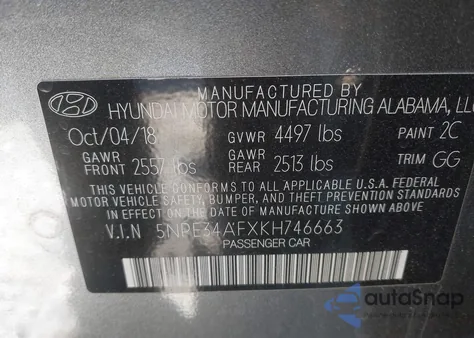 MANUFACTURED BY
HYUNDAI MOTOR MANUFACTURING ALABAMA, LLC
Oct/04/18 GVWR 4497 lbs PAINT 2C
GAWR FRONT 2557 lbs GAWR REAR 2513 lbs TRIM GG
THIS VEHICLE CONFORMS TO ALL APPLICABLE U.S.A. FEDERAL
MOTOR VEHICLE SAFETY, BUMPER, AND THEFT PREVENTION
STANDARDS IN EFFECT ON THE DATE OF MANUFACTURE SHOWN ABOVE.
V.I.N 5NPE34AFXKH746663
PASSENGER CAR
autoSnap